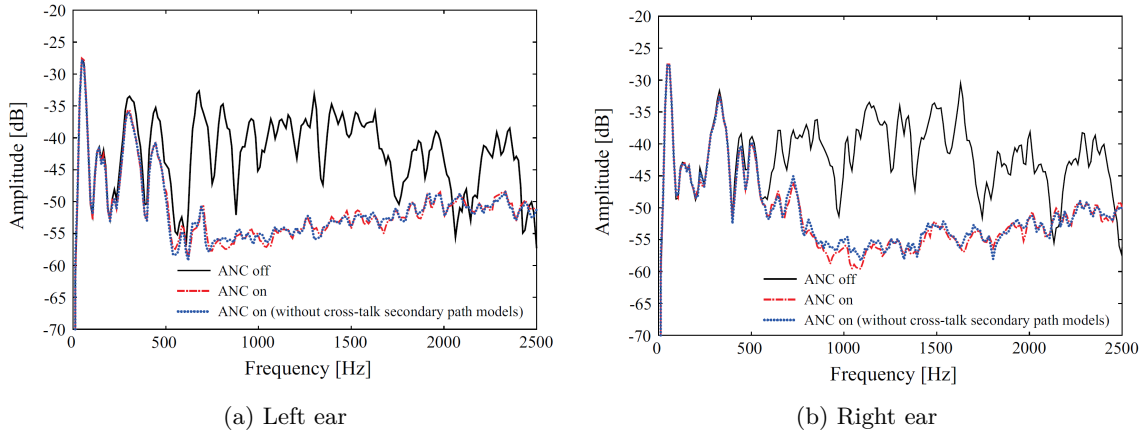 -20
-25
-30
-35
-40
-45
-50
-55
-60
-65
-70
Amplitude [dB]
ANC off
ANC on
ANC on (without cross-talk secondary path models)
0 500 1000 1500 2000 2500
Frequency [Hz]
(a) Left ear
-20
-25
-30
-35
-40
-45
-50
-55
-60
-65
-70
Amplitude [dB]
ANC off
ANC on
ANC on (without cross-talk secondary path models)
0 500 1000 1500 2000 2500
Frequency [Hz]
(b) Right ear